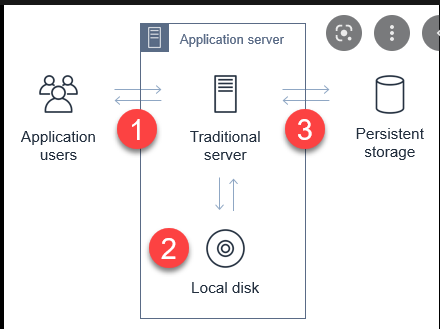 Application server
Application
users
1
Traditional
server
3
Persistent
storage
2
Local disk